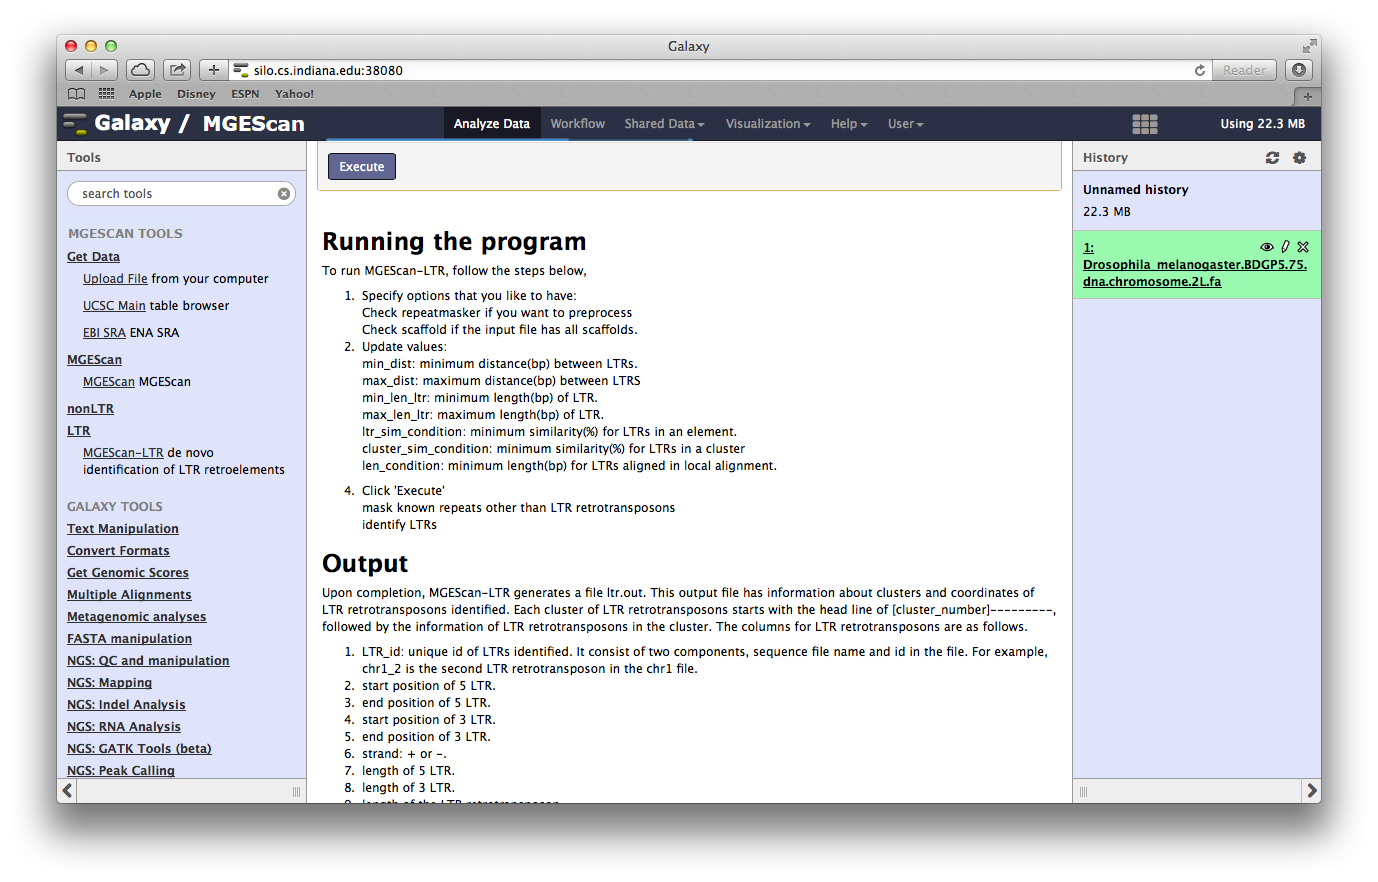 Galaxy
silo.cs.indiana.edu:38080
Reader
Apple Disney ESPN Yahoo!
Galaxy / MGEScan
Analyze Data Workflow Shared Data Visualization Help User
Using 22.3 MB
Tools
search tools
MGESCAN TOOLS
Get Data
Upload File from your computer
UCSC Main table browser
EBI SRA ENA SRA
MGEScan
MGEScan MGEScan
nonLTR
LTR
MGEScan-LTR de novo
identification of LTR retroelements
GALAXY TOOLS
Text Manipulation
Convert Formats
Get Genomic Scores
Multiple Alignments
Metagenomic analyses
FASTA manipulation
NGS: QC and manipulation
NGS: Mapping
NGS: Indel Analysis
NGS: RNA Analysis
NGS: GATK Tools (beta)
NGS: Peak Calling
Execute
Running the program
To run MGEScan-LTR, follow the steps below,
1. Specify options that you like to have:
Check repeatmasker if you want to preprocess
Check scaffold if the input file has all scaffolds.
2. Update values:
min_dist: minimum distance(bp) between LTRs.
max_dist: maximum distance(bp) between LTRS
min_len_ltr: minimum length(bp) of LTR.
max_len_ltr: maximum length(bp) of LTR.
ltr_sim_condition: minimum similarity(%) for LTRs in an element.
cluster_sim_condition: minimum similarity(%) for LTRs in a cluster
len_condition: minimum length(bp) for LTRs aligned in local alignment.
4. Click 'Execute'
mask known repeats other than LTR retrotransposons
identify LTRs
Output
Upon completion, MGEScan-LTR generates a file ltr.out. This output file has information about clusters and coordinates of
LTR retrotransposons identified. Each cluster of LTR retrotransposons starts with the head line of [cluster_number]---------,
followed by the information of LTR retrotransposons in the cluster. The columns for LTR retrotransposons are as follows.
1. LTR_id: unique id of LTRs identified. It consist of two components, sequence file name and id in the file. For example,
chr1_2 is the second LTR retrotransposon in the chr1 file.
2. start position of 5 LTR.
3. end position of 5 LTR.
4. start position of 3 LTR.
5. end position of 3 LTR.
6. strand: + or -.
7. length of 5 LTR.
8. length of 3 LTR.
9. length of the LTR retrotransposon.
History
Unnamed history
22.3 MB
1:
Drosophila_melanogaster.BDGP5.75.
dna.chromosome.2L.fa